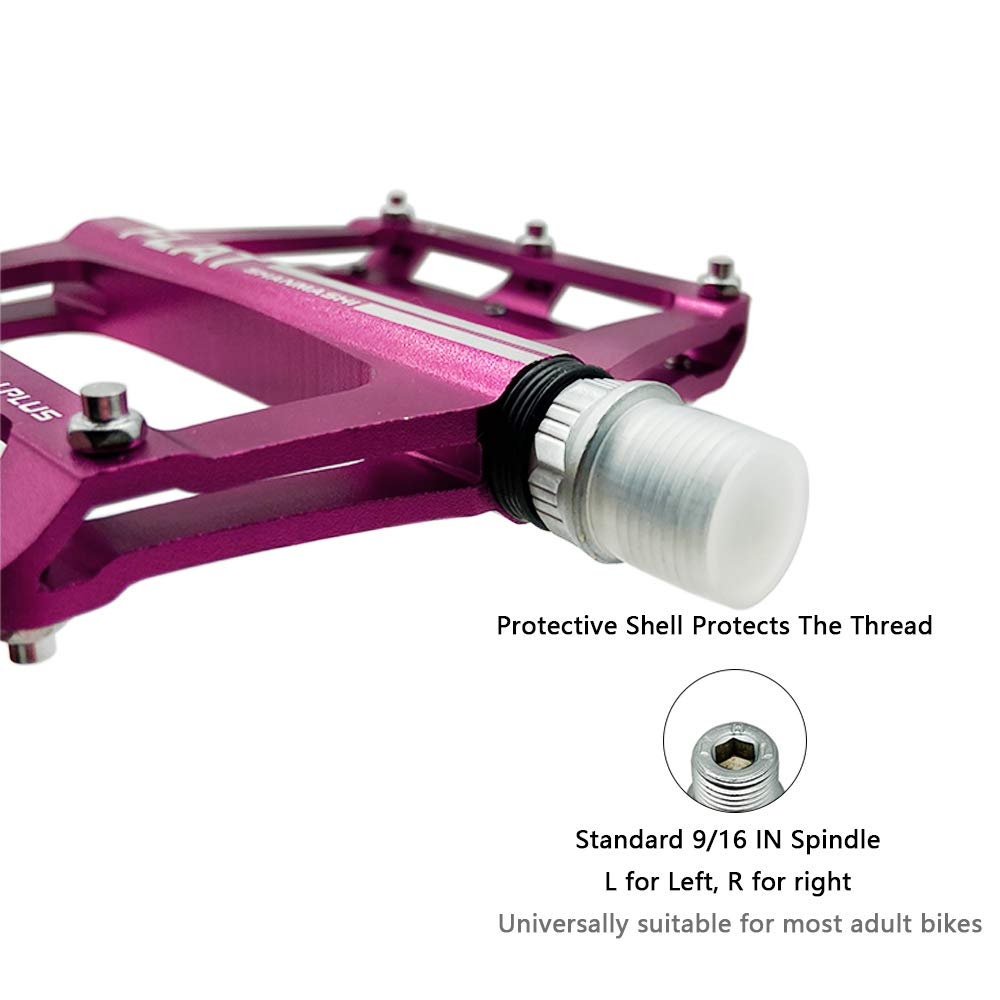 FLAT
SHANMASHI
PLUS
Protective Shell Protects The Thread
Standard 9/16 IN Spindle
L for Left, R for right
Universally suitable for most adult bikes